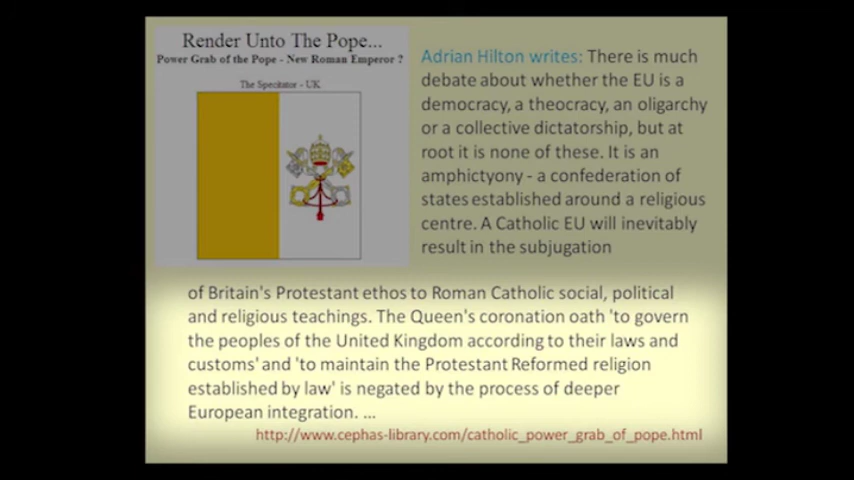 Render Unto The Pope...
Power Grab of the Pope - New Roman Emperor ?
The Specitator - UK
Adrian Hilton writes: There is much
debate about whether the EU is a
democracy, a theocracy, an oligarchy
or a collective dictatorship, but at
root it is none of these. It is an
amphictyony - a confederation of
states established around a religious
centre. A Catholic EU will inevitably
result in the subjugation
of Britain's Protestant ethos to Roman Catholic social, political
and religious teachings. The Queen's coronation oath 'to govern
the peoples of the United Kingdom according to their laws and
customs' and 'to maintain the Protestant Reformed religion
established by law' is negated by the process of deeper
European integration. ...
http://www.cephas-library.com/catholic_power_grab_of_pope.html